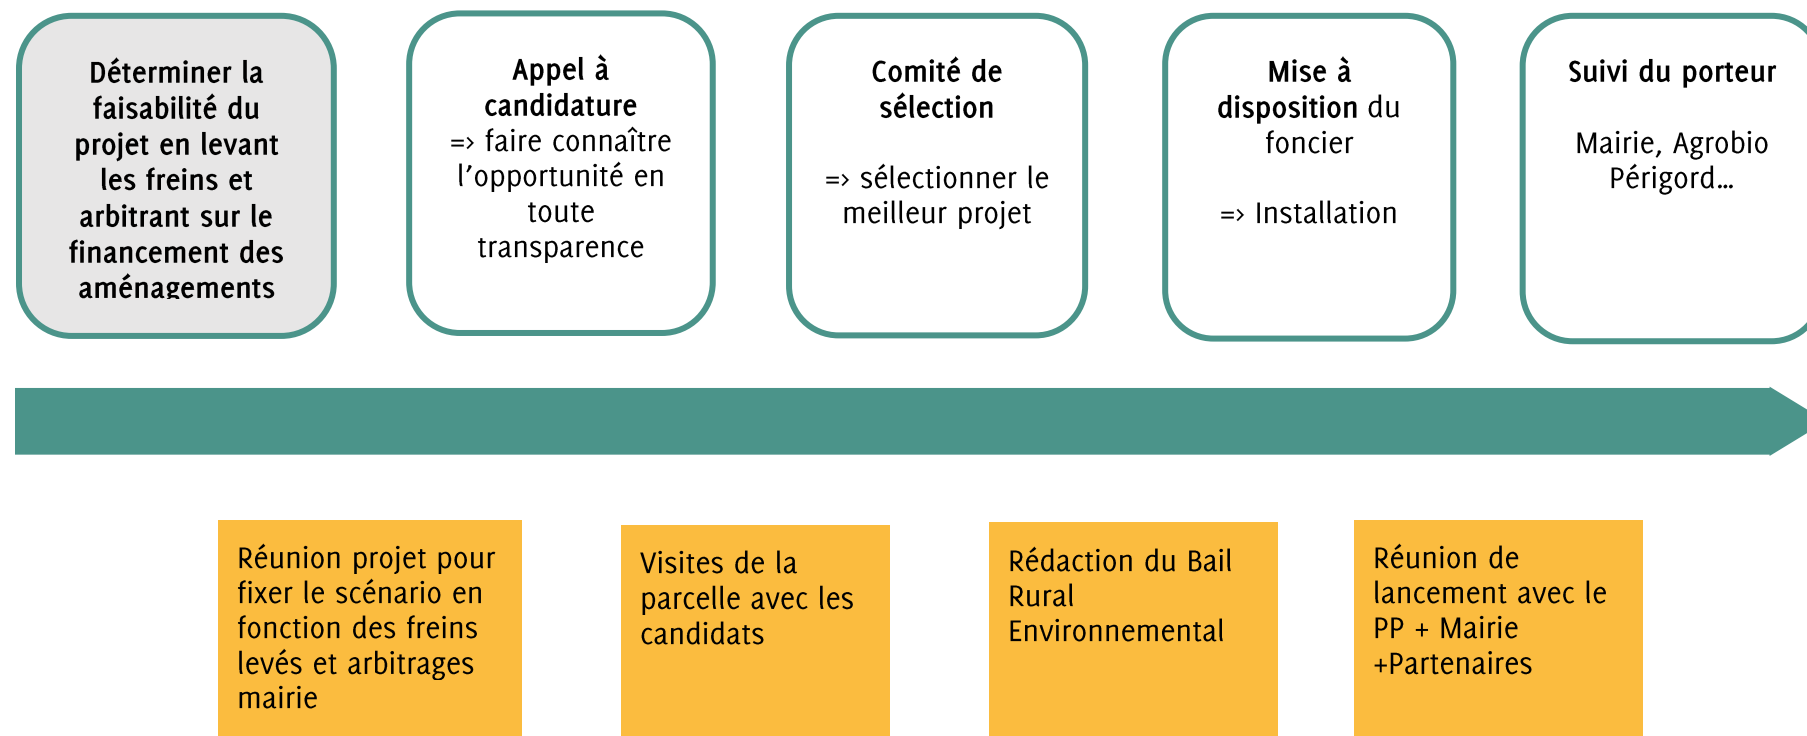 Déterminer la
faisabilité du
projet en levant
les freins et
arbitrant sur le
financement des
aménagements
Appel à
candidature
=> faire connaître
l'opportunité en
toute
transparence
Comité de
sélection
=> sélectionner le
meilleur projet
Mise à
disposition du
foncier
=> Installation
Suivi du porteur
Mairie, Agrobio
Périgord...
Réunion projet pour
fixer le scénario en
fonction des freins
levés et arbitrages
mairie
Visites de la
parcelle avec les
candidats
Rédaction du Bail
Rural
Environnemental
Réunion de
lancement avec le
PP + Mairie
+Partenaires